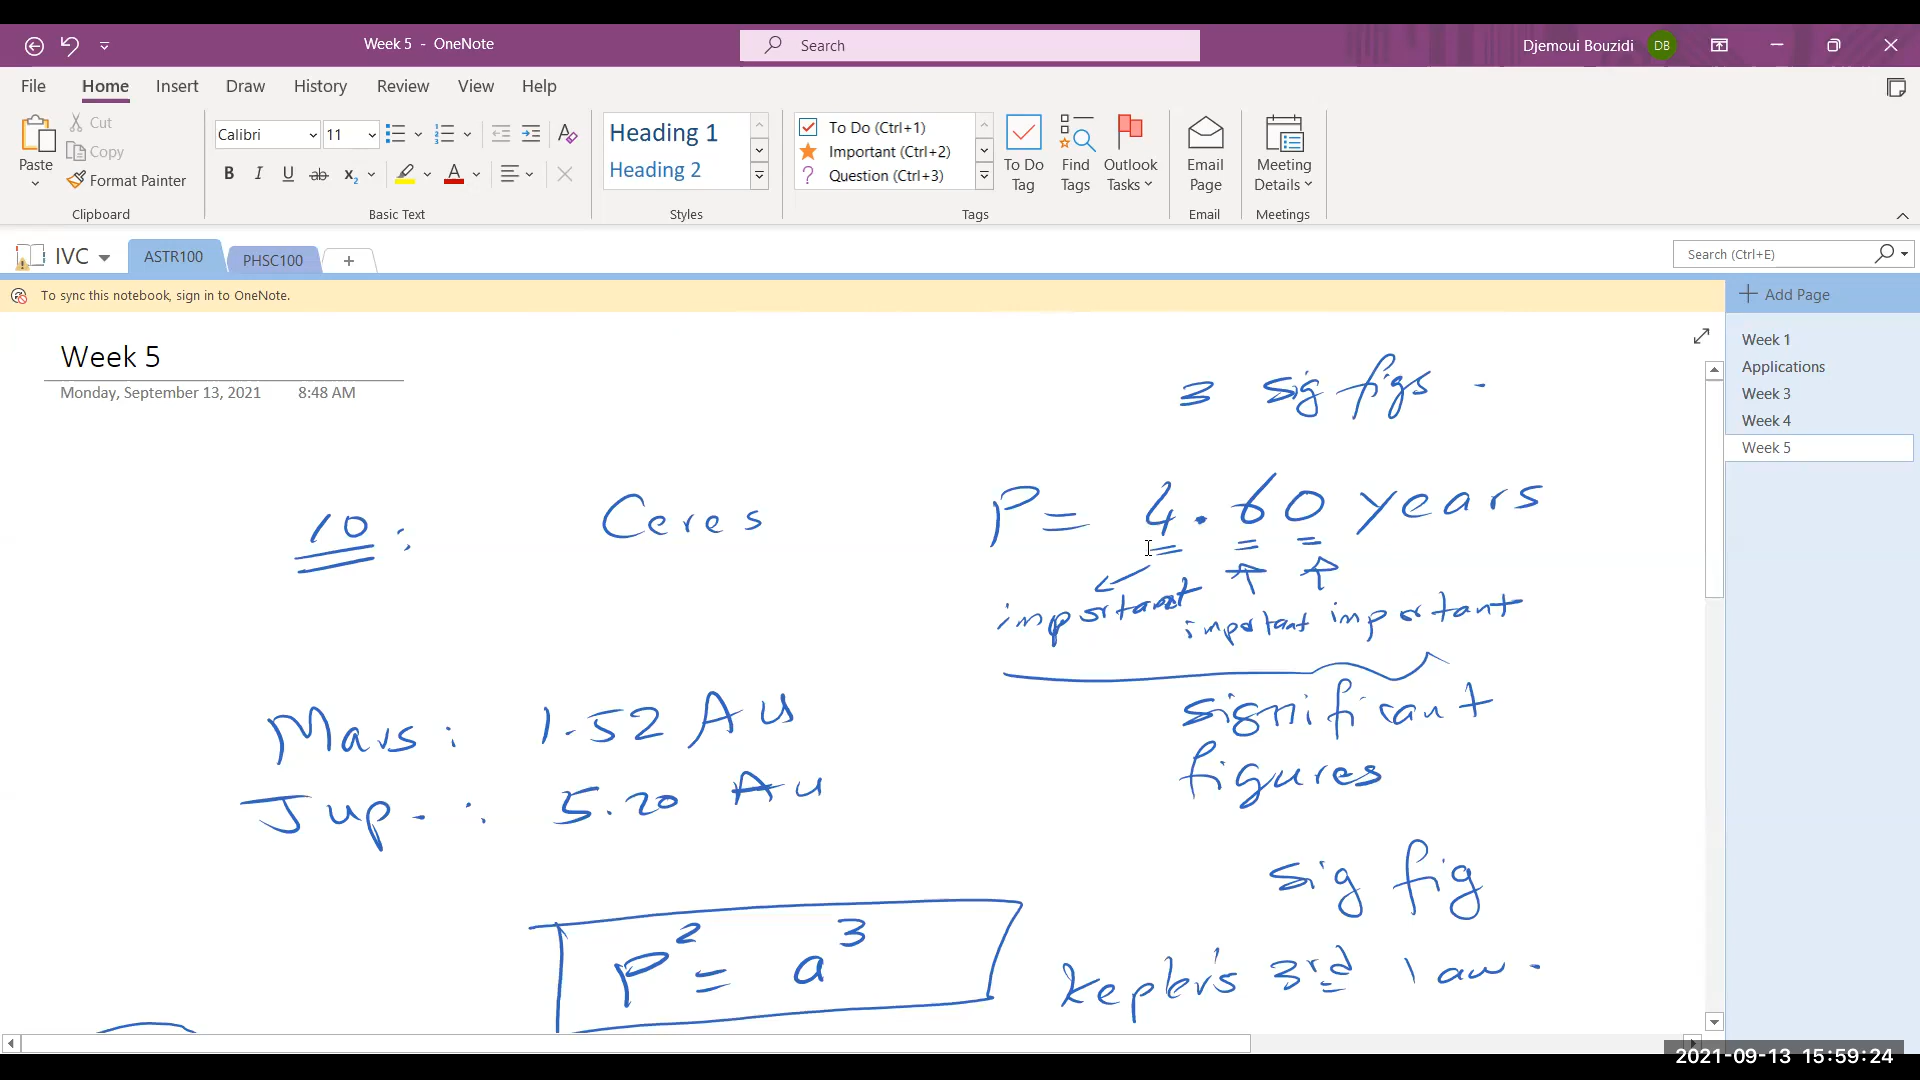 Week 5 - OneNote
Search
Djemoui Bouzidi DB
File Home Insert Draw History Review View Help
Paste
Cut
Copy
Format Painter
Clipboard
Calibri 11
B I U ab x₂ A
Basic Text
Heading 1
Heading 2
Styles
To Do (Ctrl+1)
Important (Ctrl+2)
Question (Ctrl+3)
To Do Tag
Find Tags
Outlook Tasks
Tags
Email Page
Email
Meeting Details
Meetings
IVC ASTR100 PHSC100 +
Search (Ctrl+E)
To sync this notebook, sign in to OneNote.
Add Page
Week 1
Applications
Week 3
Week 4
Week 5
Week 5
Monday, September 13, 2021 8:48 AM
3 sig figs.
10: Ceres P = 4.60 years
important important important
significant
figures
Mars: 1.52 AU
Jup.: 5.20 AU
sig fig
P² = a³
Kepler's 3rd law.
2021-09-13 15:59:24